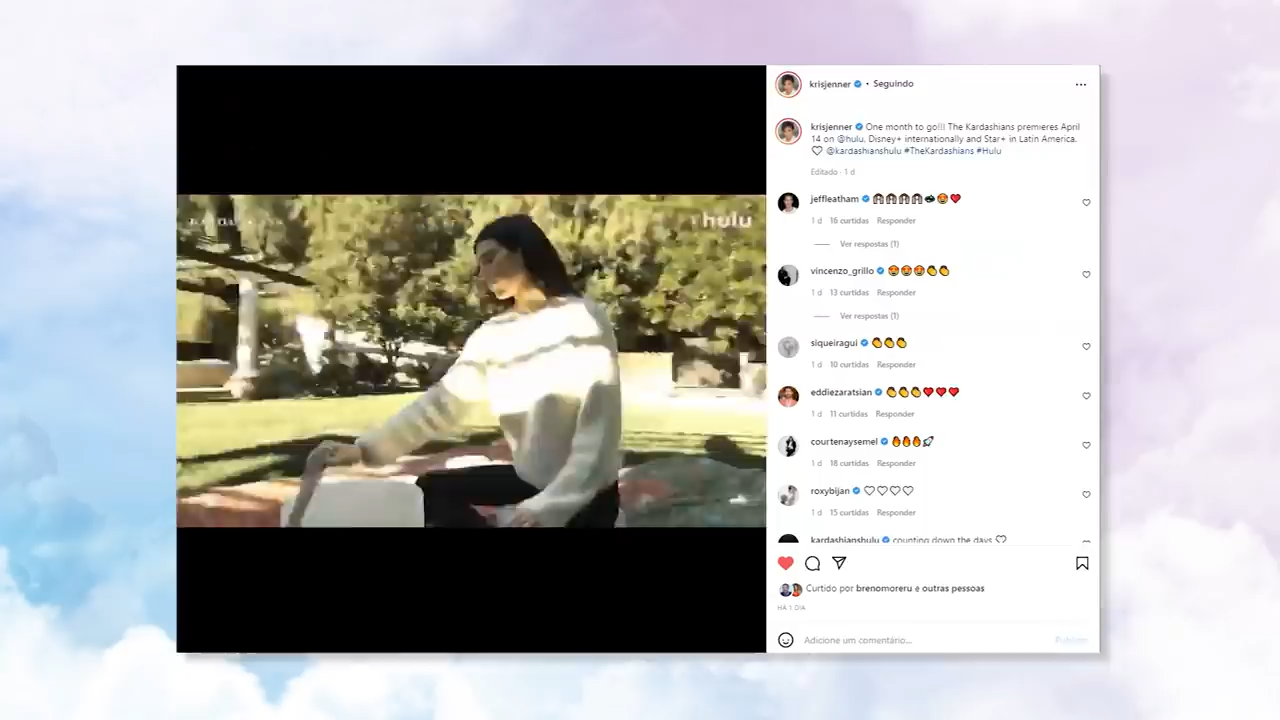 hulu
krisjenner • Seguindo
krisjenner One month to go!!! The Kardashians premieres April
14 on @hulu, Disney+ internationally and Star+ in Latin America.
🤍 @kardashianshulu #TheKardashians #Hulu
Editado · 1 d
jeffleatham
1 d 16 curtidas Responder
Ver respostas (1)
vincenzo_grillo
1 d 13 curtidas Responder
Ver respostas (1)
siqueiragui
1 d 10 curtidas Responder
eddiezaratsian
1 d 11 curtidas Responder
courtenaysemel
1 d 18 curtidas Responder
roxybijan
1 d 15 curtidas Responder
kardashianshulu counting down the days
Curtido por brenomoreru e outras pessoas
HÁ 1 DIA
Adicione um comentário...
Publicar